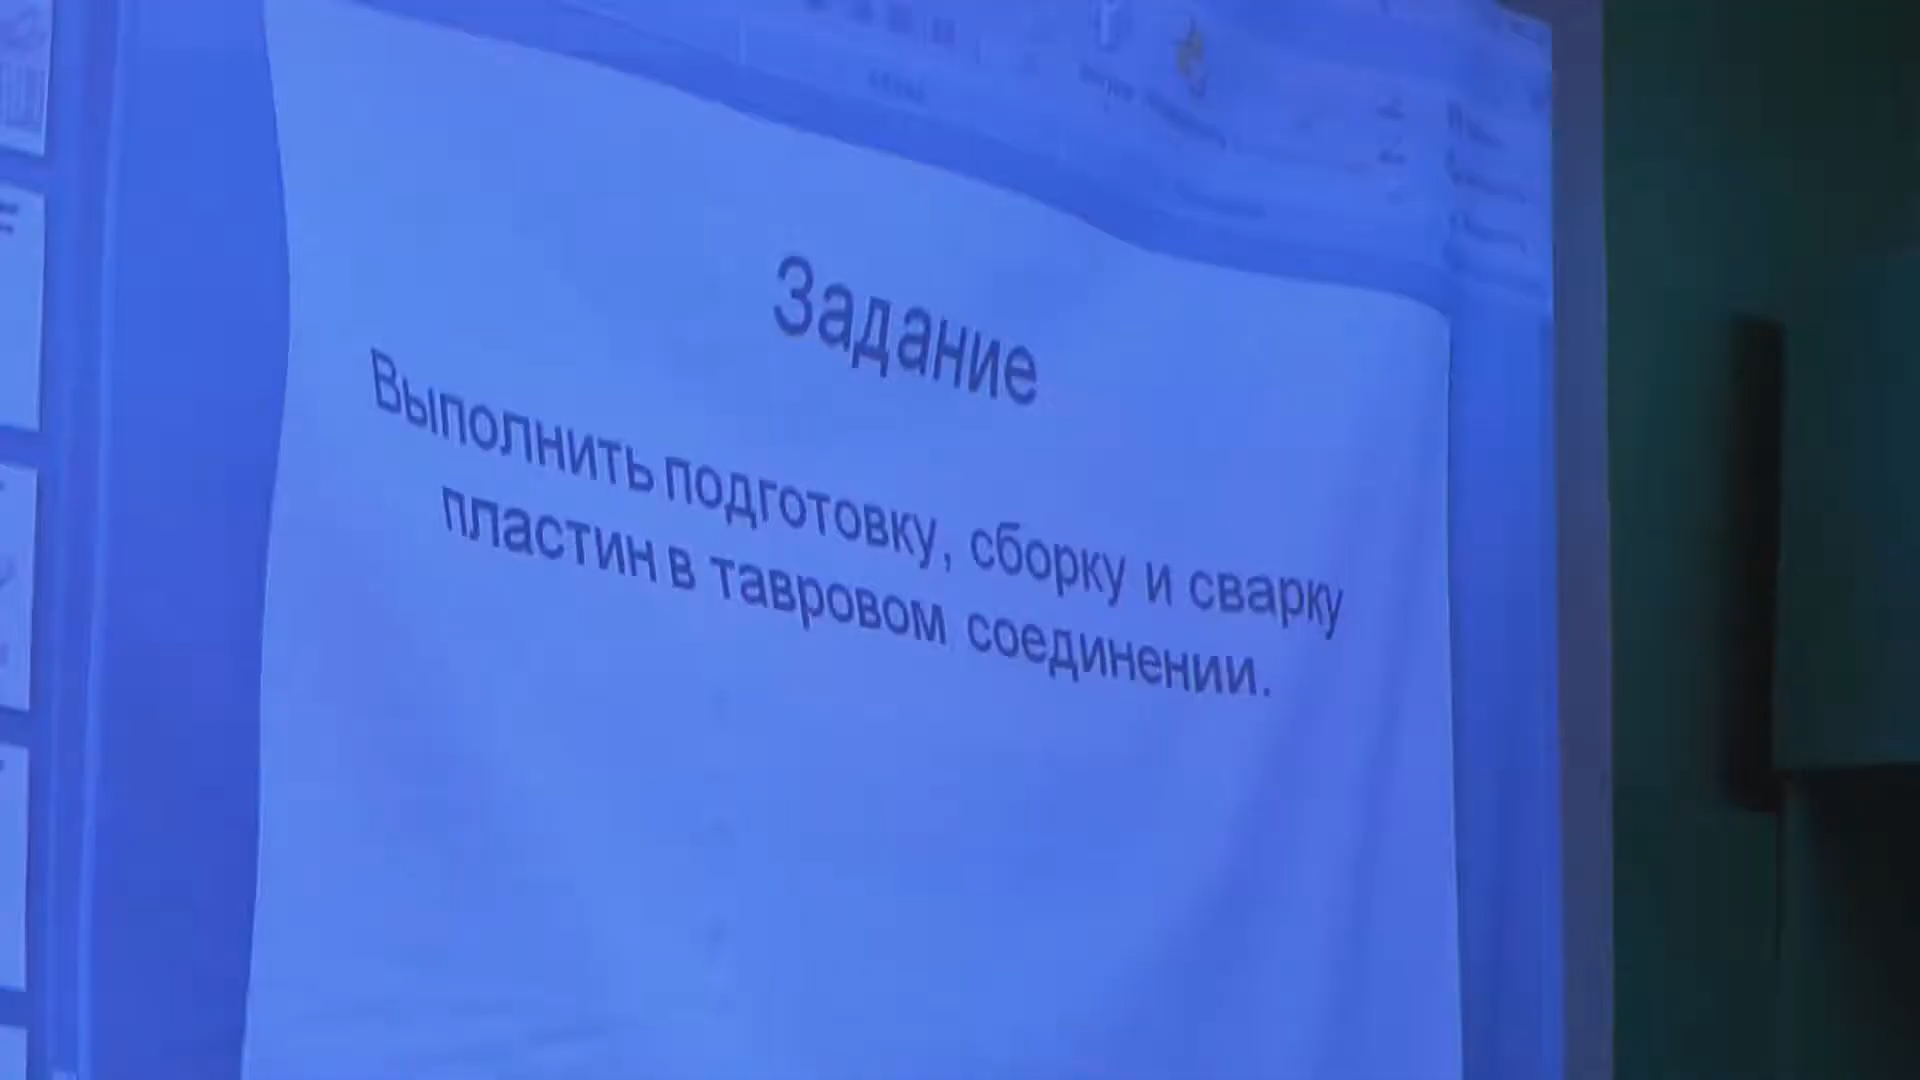 Задание
Выполнить подготовку, сборку и сварку
пластин в тавровом соединении.